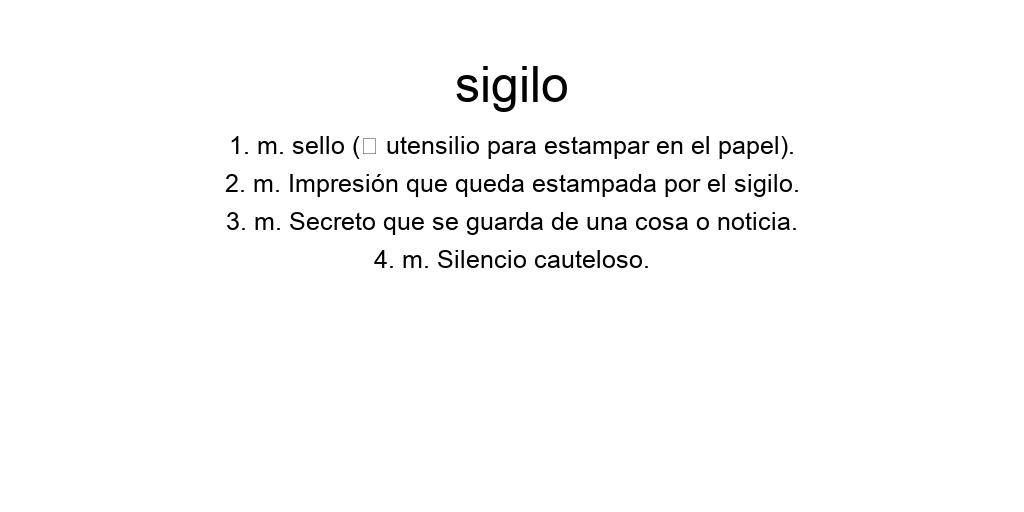 sigilo
1. m. sello (▯ utensilio para estampar en el papel).
2. m. Impresión que queda estampada por el sigilo.
3. m. Secreto que se guarda de una cosa o noticia.
4. m. Silencio cauteloso.